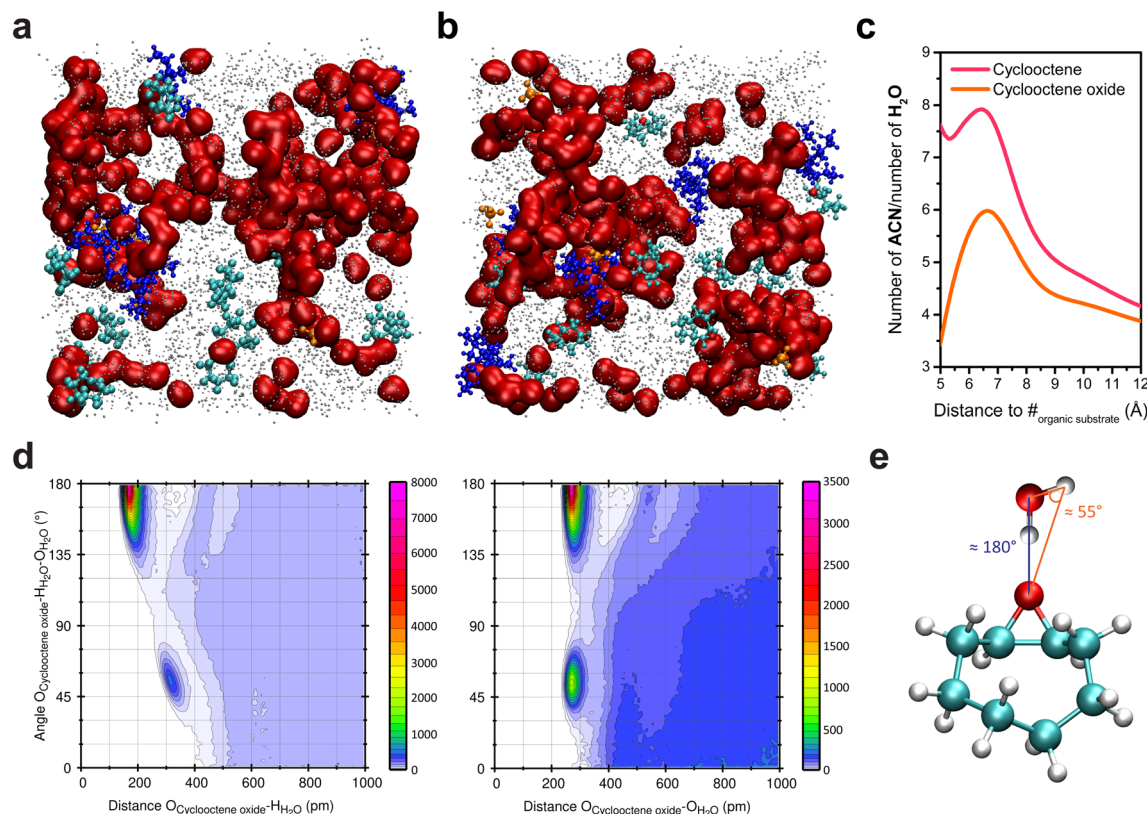 a
b
c
Cyclooctene
Cyclooctene oxide
Number of ACN/number of H₂O
9
8
7
6
5
4
3
5 6 7 8 9 10 11 12
Distance to #organic substrate (Å)
d
Angle OCyclooctene oxide-HH₂O-OH₂O (°)
180
135
90
45
0
0 200 400 600 800 1000
Distance OCyclooctene oxide-HH₂O (pm)
8000
7000
6000
5000
4000
3000
2000
1000
0
180
135
90
45
0
0 200 400 600 800 1000
Distance OCyclooctene oxide-OH₂O (pm)
3500
3000
2500
2000
1500
1000
500
0
e
≈ 55°
≈ 180°